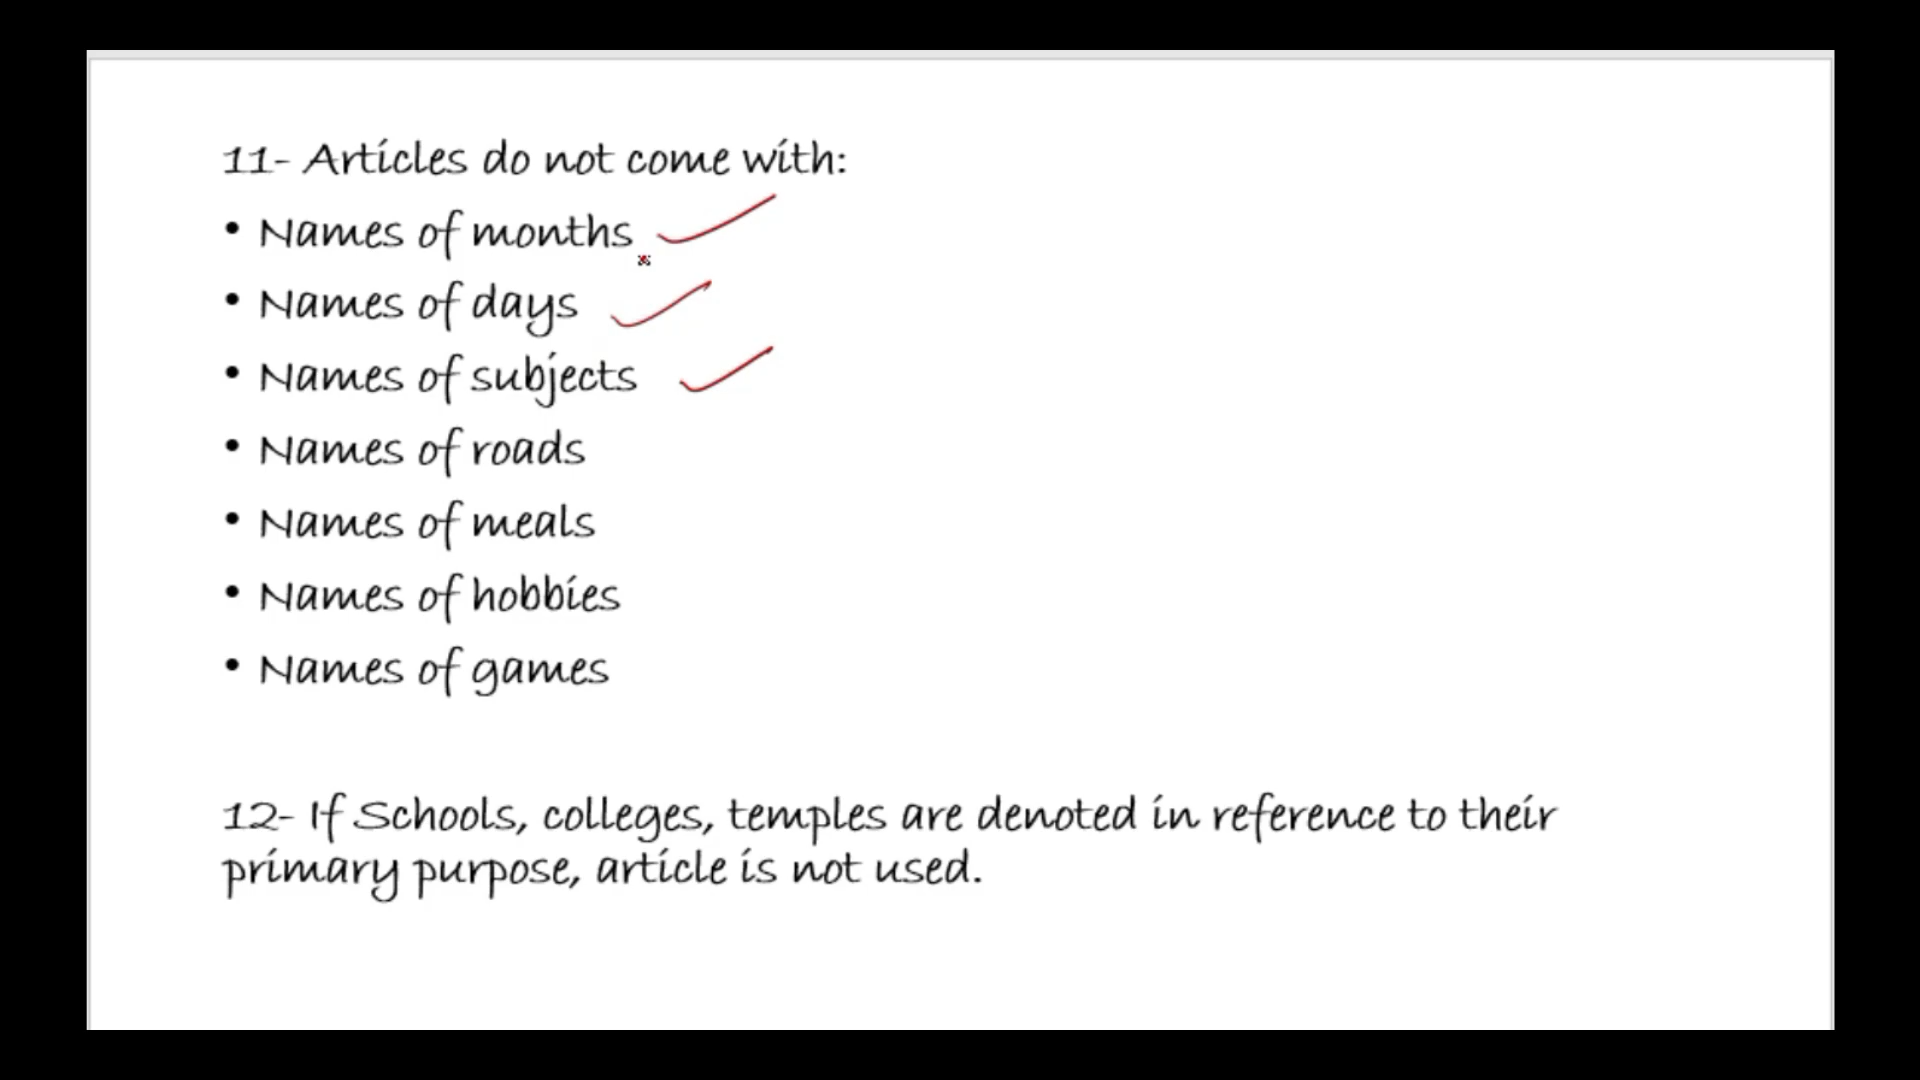 11- Articles do not come with:
• Names of months
• Names of days
• Names of subjects
• Names of roads
• Names of meals
• Names of hobbies
• Names of games
12- If Schools, colleges, temples are denoted in reference to their
primary purpose, article is not used.